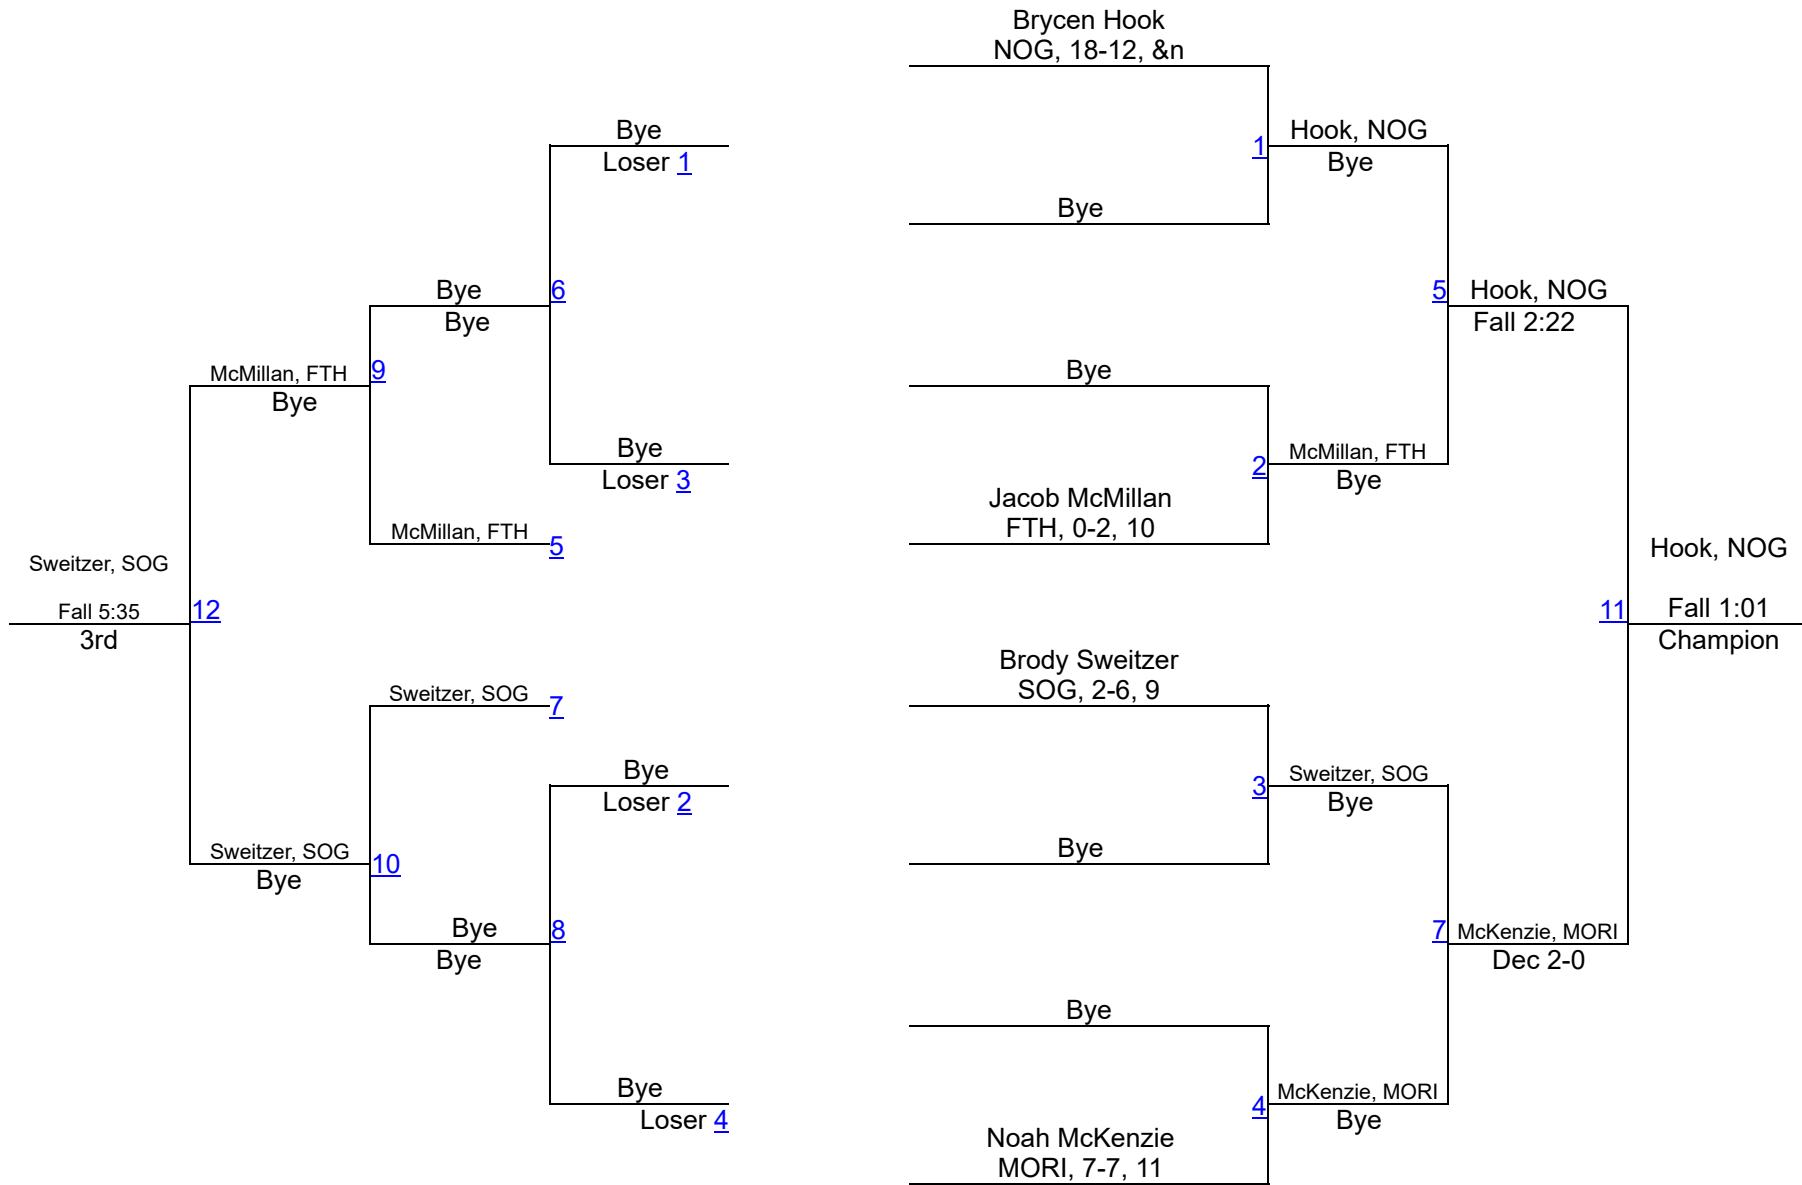 Brycen Hook
NOG, 18-12, &n
Bye
Loser 1
1
Hook, NOG
Bye
Bye
Bye
6
Bye
5
Hook, NOG
Fall 2:22
McMillan, FTH
9
Bye
Bye
Bye
Loser 3
2
McMillan, FTH
Bye
Jacob McMillan
FTH, 0-2, 10
McMillan, FTH
5
Sweitzer, SOG
Fall 5:35
12
3rd
Hook, NOG
11
Fall 1:01
Champion
Brody Sweitzer
SOG, 2-6, 9
Sweitzer, SOG
7
Bye
Loser 2
3
Sweitzer, SOG
Bye
Sweitzer, SOG
10
Bye
Bye
Bye
8
Bye
7
McKenzie, MORI
Dec 2-0
Bye
Bye
Loser 4
4
McKenzie, MORI
Bye
Noah McKenzie
MORI, 7-7, 11